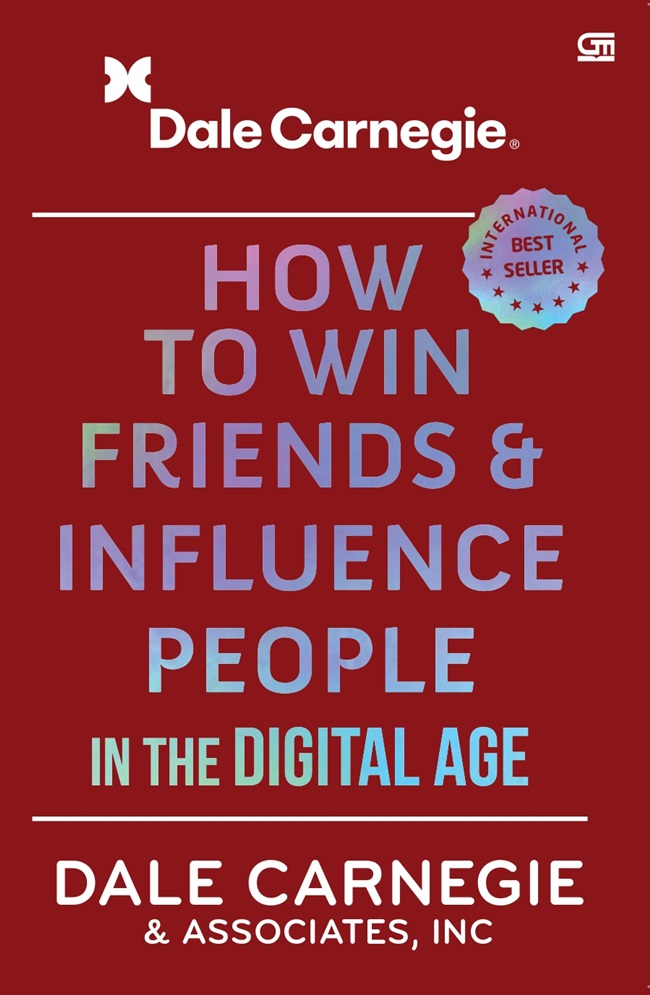 GM
Dale Carnegie®
INTERNATIONAL
BEST
SELLER
HOW
TO WIN
FRIENDS &
INFLUENCE
PEOPLE
IN THE DIGITAL AGE
DALE CARNEGIE
& ASSOCIATES, INC